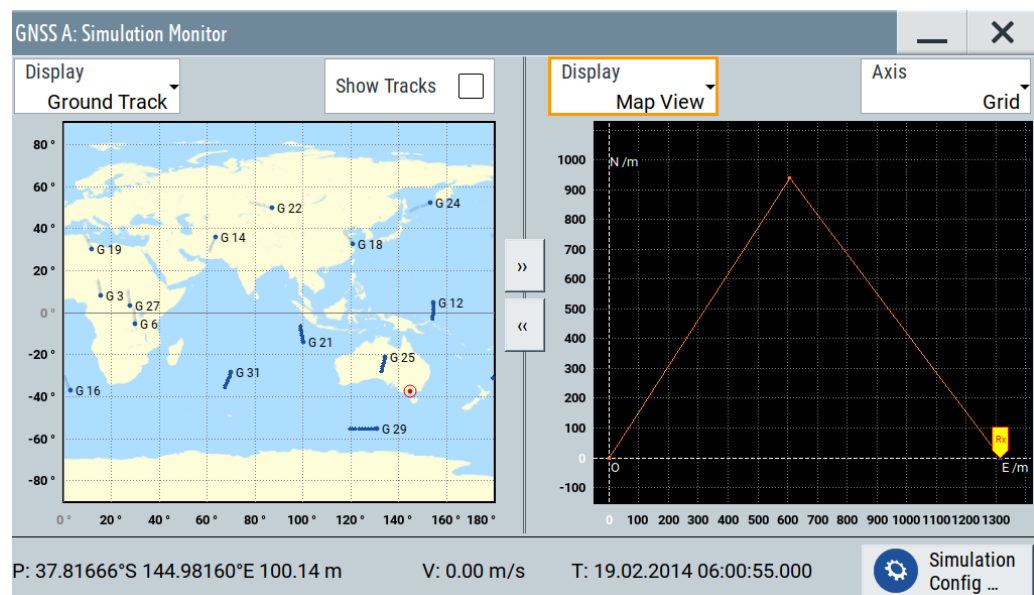 GNSS A: Simulation Monitor
Display
Ground Track
Show Tracks
Display
Map View
Axis
Grid
80 °
60 °
40 °
20 °
0 °
-20 °
-40 °
-60 °
-80 °
G 22
G 24
G 14
G 18
G 19
G 3
G 27
G 6
G 12
G 21
G 25
G 31
G 16
G 29
0 °
20 °
40 °
60 °
80 °
100 °
120 °
140 °
160 °
180 °
››
‹‹
N /m
1000
900
800
700
600
500
400
300
200
100
0
-100
O
Rx
E /m
0
100
200
300
400
500
600
700
800
900
1000
1100
1200
1300
P: 37.81666°S 144.98160°E 100.14 m
V: 0.00 m/s
T: 19.02.2014 06:00:55.000
Simulation
Config ...